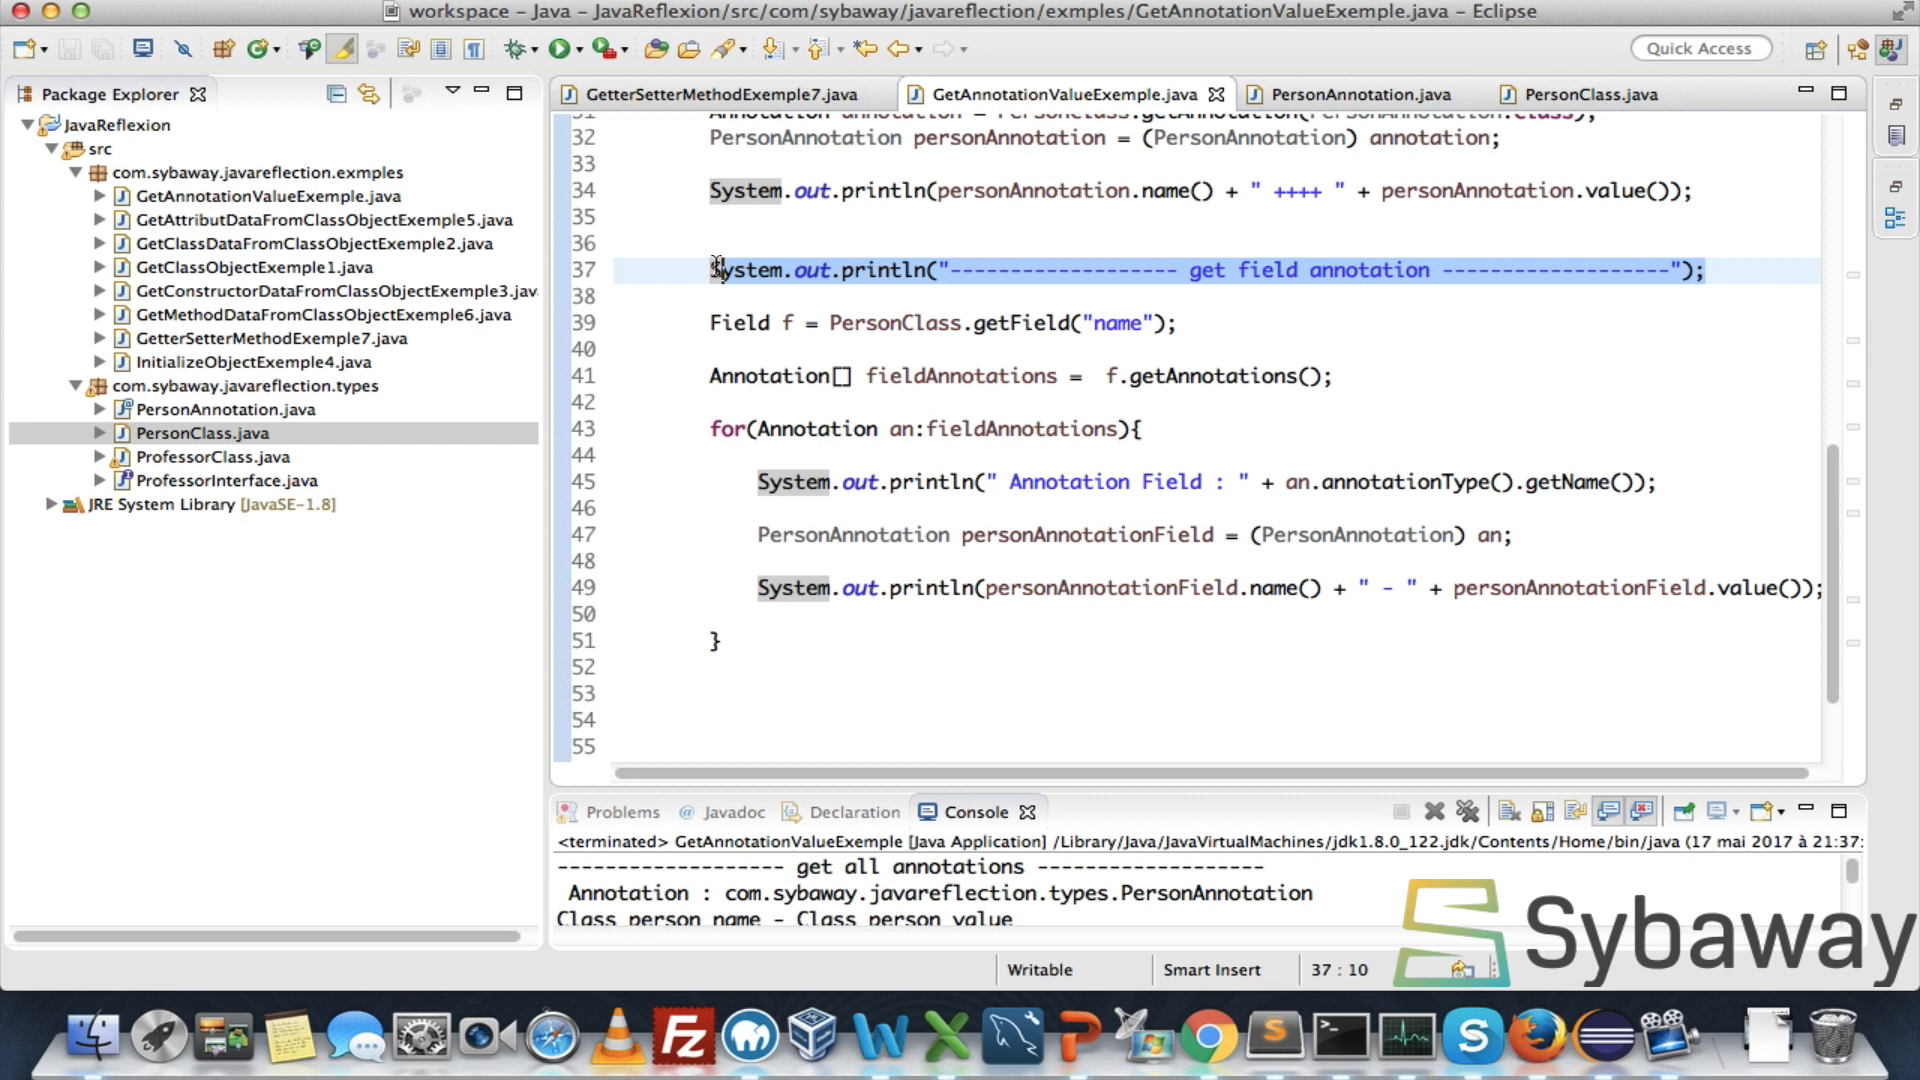 workspace - Java - JavaReflexion/src/com/sybaway/javareflection/exmples/GetAnnotationValueExemple.java - Eclipse
Quick Access
Package Explorer
JavaReflexion
src
com.sybaway.javareflection.exmples
GetAnnotationValueExemple.java
GetAttributDataFromClassObjectExemple5.java
GetClassDataFromClassObjectExemple2.java
GetClassObjectExemple1.java
GetConstructorDataFromClassObjectExemple3.jav
GetMethodDataFromClassObjectExemple6.java
GetterSetterMethodExemple7.java
InitializeObjectExemple4.java
com.sybaway.javareflection.types
PersonAnnotation.java
PersonClass.java
ProfessorClass.java
ProfessorInterface.java
JRE System Library [JavaSE-1.8]
GetterSetterMethodExemple7.java
GetAnnotationValueExemple.java
PersonAnnotation.java
PersonClass.java
31 Annotation annotation = PersonClass.getAnnotation(PersonAnnotation.class);
32 PersonAnnotation personAnnotation = (PersonAnnotation) annotation;
33
34 System.out.println(personAnnotation.name() + " ++++ " + personAnnotation.value());
35
36
37 System.out.println("------------------- get field annotation -------------------");
38
39 Field f = PersonClass.getField("name");
40
41 Annotation[] fieldAnnotations =  f.getAnnotations();
42
43 for(Annotation an:fieldAnnotations){
44
45 System.out.println(" Annotation Field : " + an.annotationType().getName());
46
47 PersonAnnotation personAnnotationField = (PersonAnnotation) an;
48
49 System.out.println(personAnnotationField.name() + " - " + personAnnotationField.value());
50
51 }
52
53
54
55
Problems
@ Javadoc
Declaration
Console
<terminated> GetAnnotationValueExemple [Java Application] /Library/Java/JavaVirtualMachines/jdk1.8.0_122.jdk/Contents/Home/bin/java (17 mai 2017 à 21:37:
------------------- get all annotations -------------------
Annotation : com.sybaway.javareflection.types.PersonAnnotation
Class person name - Class person value
Sybaway
Writable
Smart Insert
37 : 10